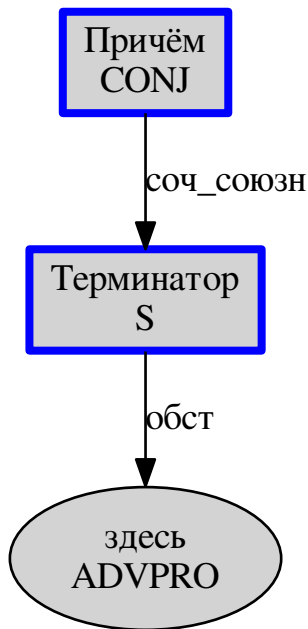 Причём
CONJ
соч_союзн
Терминатор
S
обст
здесь
ADVPRO